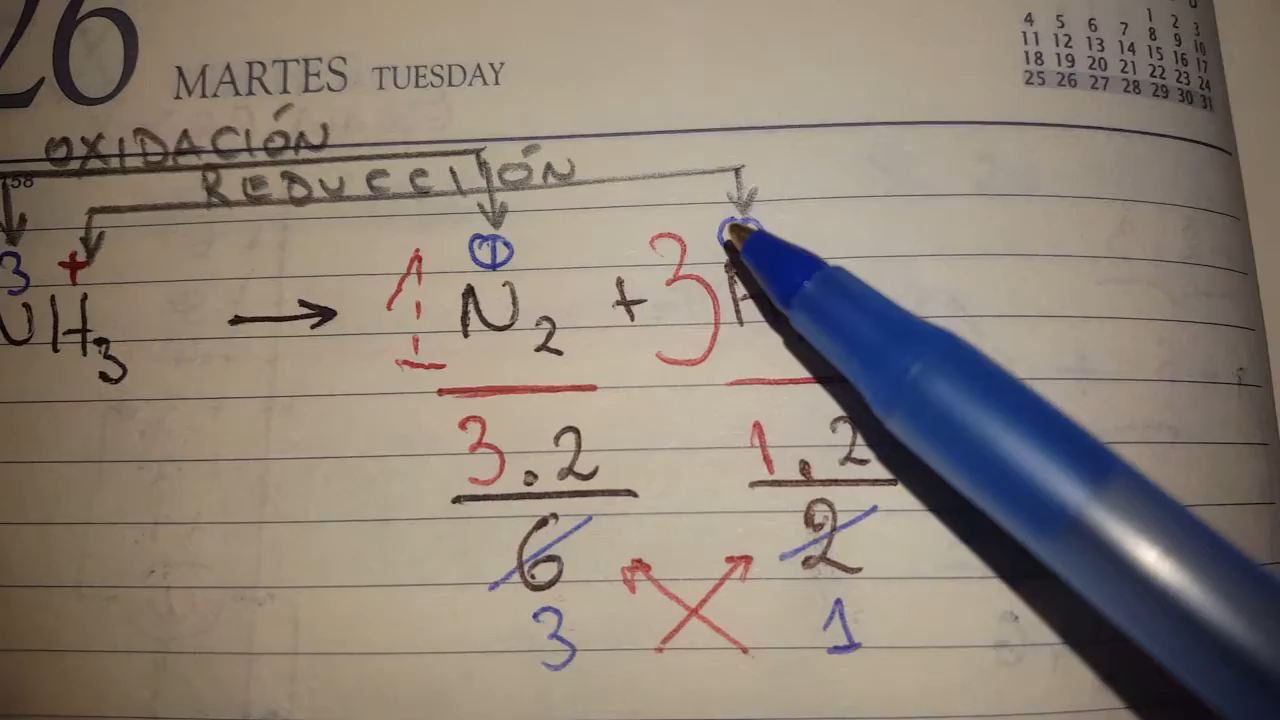 26 MARTES TUESDAY
1 2 3
4 5 6 7 8 9 10
11 12 13 14 15 16 17
18 19 20 21 22 23 24
25 26 27 28 29 30 31
OXIDACIÓN
58
REDUCCIÓN
3 +
NH3 → 1 N2 + 3
3.2 1.2
6 2
3 1